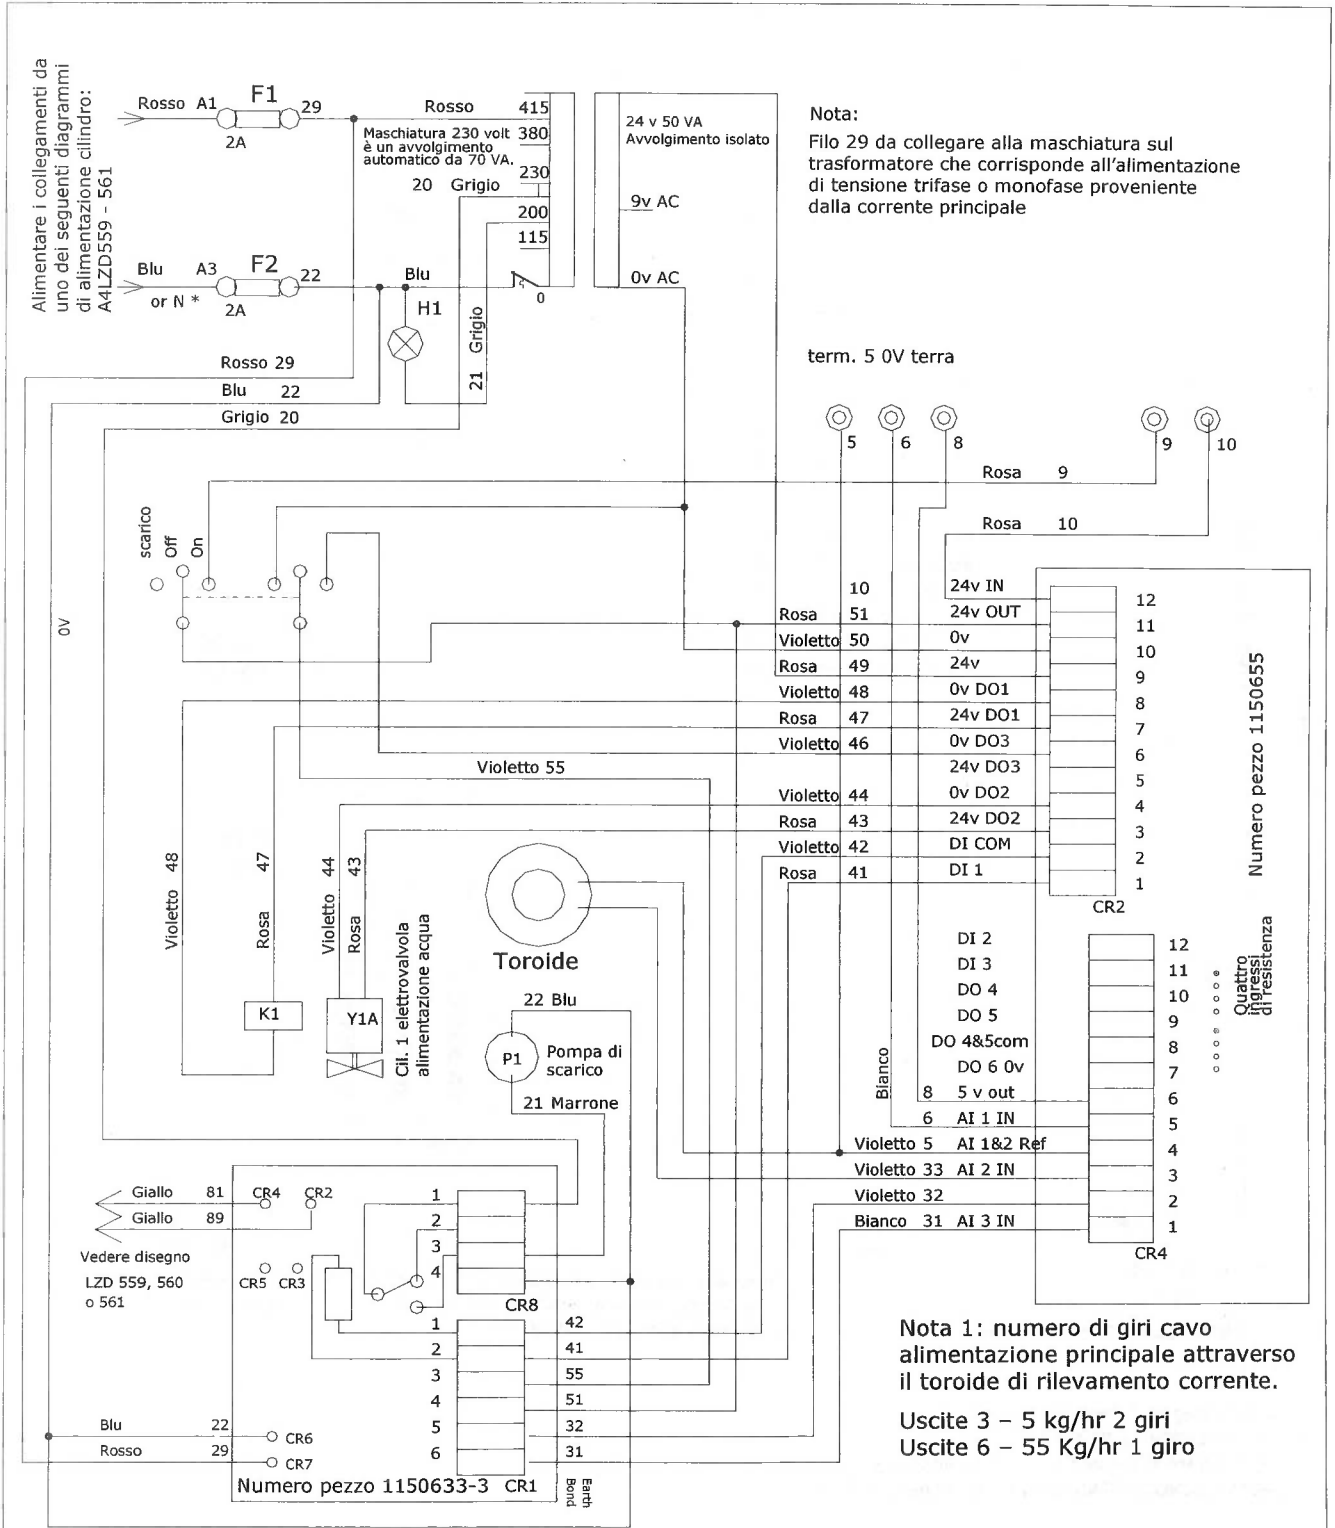 Alimentare i collegamenti da
uno dei seguenti diagrammi
di alimentazione cilindro:
A4LZD559 - 561
Rosso A1 F1 29
2A
Rosso 415
Maschiatura 230 volt 380
è un avvolgimento
automatico da 70 VA.
230
20 Grigio
200
115
Blu A3 F2 22
or N *
2A
Blu
H1
0
21 Grigio
24 v 50 VA
Avvolgimento isolato
9v AC
0v AC
Nota:
Filo 29 da collegare alla maschiatura sul
trasformatore che corrisponde all'alimentazione
di tensione trifase o monofase proveniente
dalla corrente principale
Rosso 29
Blu 22
Grigio 20
term. 5 0V terra
5 6 8 9 10
Rosa 9
Rosa 10
scarico
Off
On
0V
10 24v IN 12
Rosa 51 24v OUT 11
Violetto 50 0v 10
Rosa 49 24v 9
Violetto 48 0v DO1 8
Rosa 47 24v DO1 7
Violetto 46 0v DO3 6
24v DO3 5
Violetto 44 0v DO2 4
Rosa 43 24v DO2 3
Violetto 42 DI COM 2
Rosa 41 DI 1 1
CR2
Violetto 55
Numero pezzo 1150655
Violetto 48
Rosa 47
Violetto 44
Rosa 43
K1
Y1A
Cil. 1 elettrovalvola
alimentazione acqua
Toroide
22 Blu
P1
Pompa di
scarico
21 Marrone
DI 2 12
DI 3 11
DO 4 10
DO 5 9
DO 4&5com 8
DO 6 0v 7
8 5 v out 6
6 AI 1 IN 5
Violetto 5 AI 1&2 Ref 4
Violetto 33 AI 2 IN 3
Violetto 32 2
Bianco 31 AI 3 IN 1
CR4
Bianco
Quattro
ingressi
di resistenza
Giallo 81 CR4 CR2
Giallo 89
Vedere disegno
LZD 559, 560
o 561
CR5 CR3
1
2
3
4
CR8
1 42
2 41
3 55
4 51
5 32
6 31
Blu 22 CR6
Rosso 29 CR7
Numero pezzo 1150633-3 CR1
Earth
Bond
Nota 1: numero di giri cavo
alimentazione principale attraverso
il toroide di rilevamento corrente.
Uscite 3 – 5 kg/hr 2 giri
Uscite 6 – 55 Kg/hr 1 giro